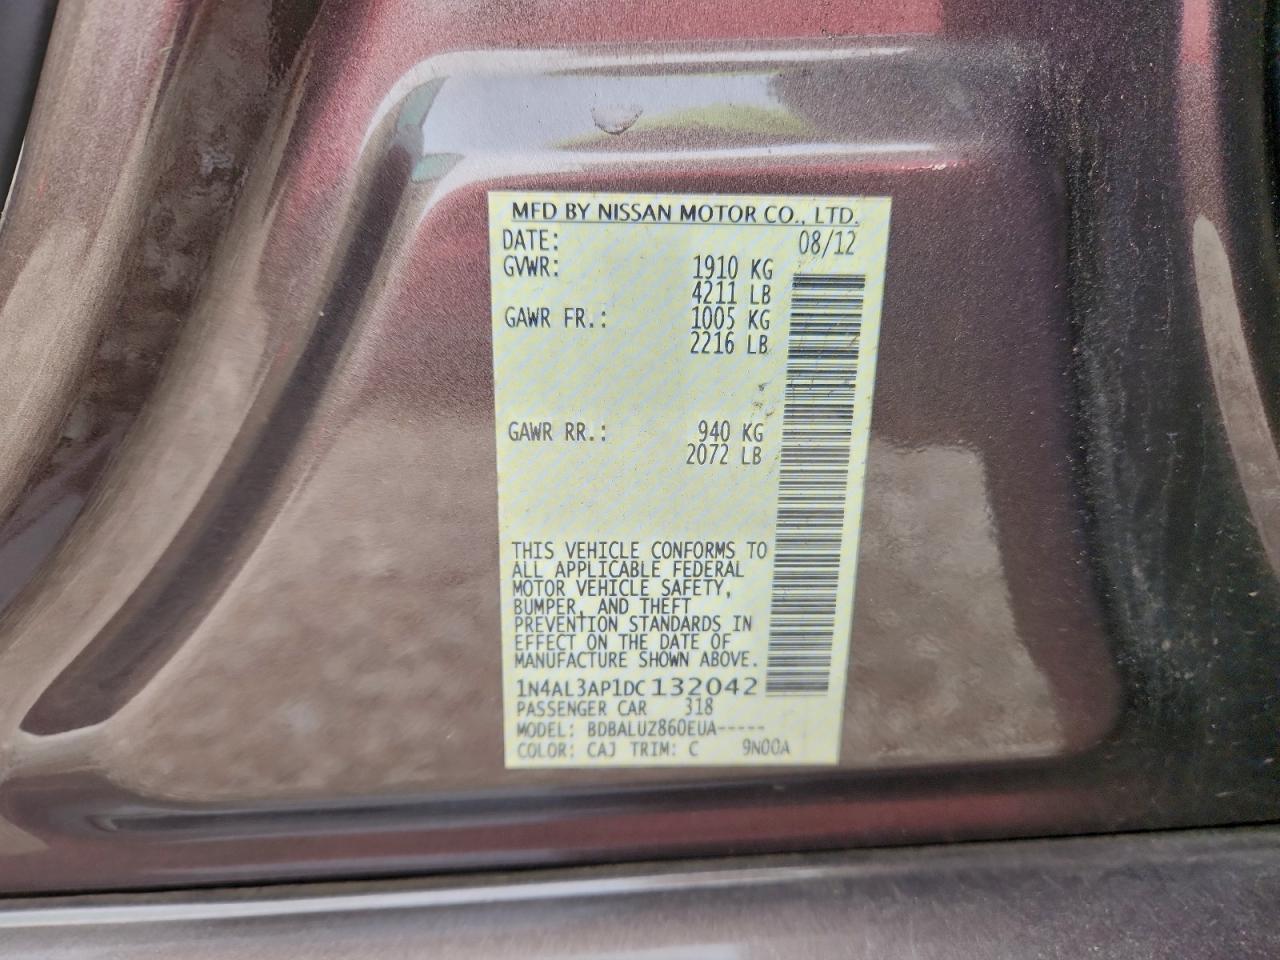 MFD BY NISSAN MOTOR CO., LTD.
DATE: 08/12
GVWR: 1910 KG
4211 LB
GAWR FR.: 1005 KG
2216 LB
GAWR RR.: 940 KG
2072 LB
THIS VEHICLE CONFORMS TO
ALL APPLICABLE FEDERAL
MOTOR VEHICLE SAFETY,
BUMPER, AND THEFT
PREVENTION STANDARDS IN
EFFECT ON THE DATE OF
MANUFACTURE SHOWN ABOVE.
1N4AL3AP1DC132042
PASSENGER CAR 318
MODEL: BDBALUZ860EUA-----
COLOR: CAJ TRIM: C 9N00A